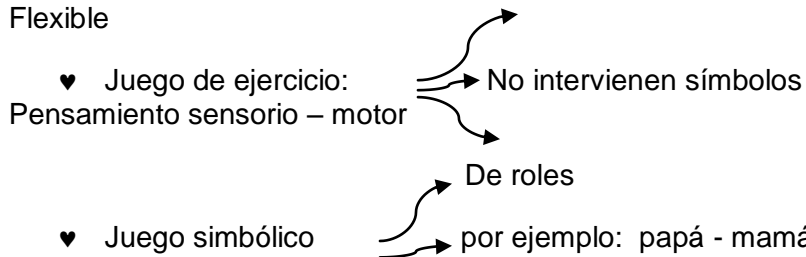 Flexible
♥ Juego de ejercicio: No intervienen símbolos
Pensamiento sensorio – motor
De roles
♥ Juego simbólico por ejemplo: papá - mamá